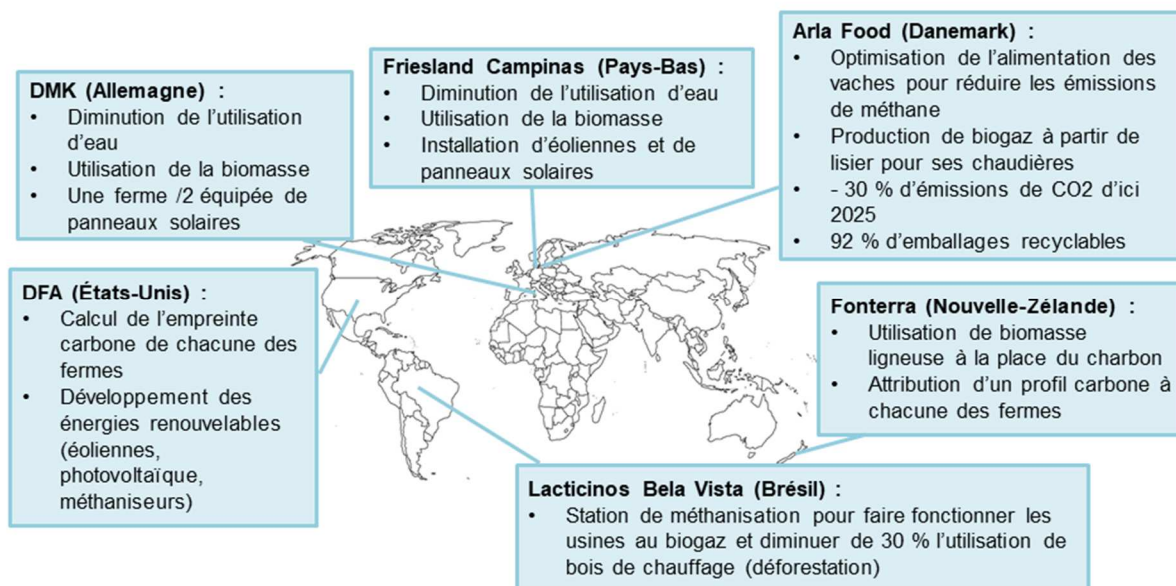 DMK (Allemagne) :
• Diminution de l'utilisation
d'eau
• Utilisation de la biomasse
• Une ferme /2 équipée de
panneaux solaires
Friesland Campinas (Pays-Bas) :
• Diminution de l'utilisation d'eau
• Utilisation de la biomasse
• Installation d'éoliennes et de
panneaux solaires
Arla Food (Danemark) :
• Optimisation de l'alimentation des
vaches pour réduire les émissions
de méthane
• Production de biogaz à partir de
lisier pour ses chaudières
• - 30 % d'émissions de CO2 d'ici
2025
• 92 % d'emballages recyclables
DFA (États-Unis) :
• Calcul de l'empreinte
carbone de chacune des
fermes
• Développement des
énergies renouvelables
(éoliennes,
photovoltaïque,
méthaniseurs)
Fonterra (Nouvelle-Zélande) :
• Utilisation de biomasse
ligneuse à la place du charbon
• Attribution d'un profil carbone à
chacune des fermes
Lacticinos Bela Vista (Brésil) :
• Station de méthanisation pour faire fonctionner les
usines au biogaz et diminuer de 30 % l'utilisation de
bois de chauffage (déforestation)